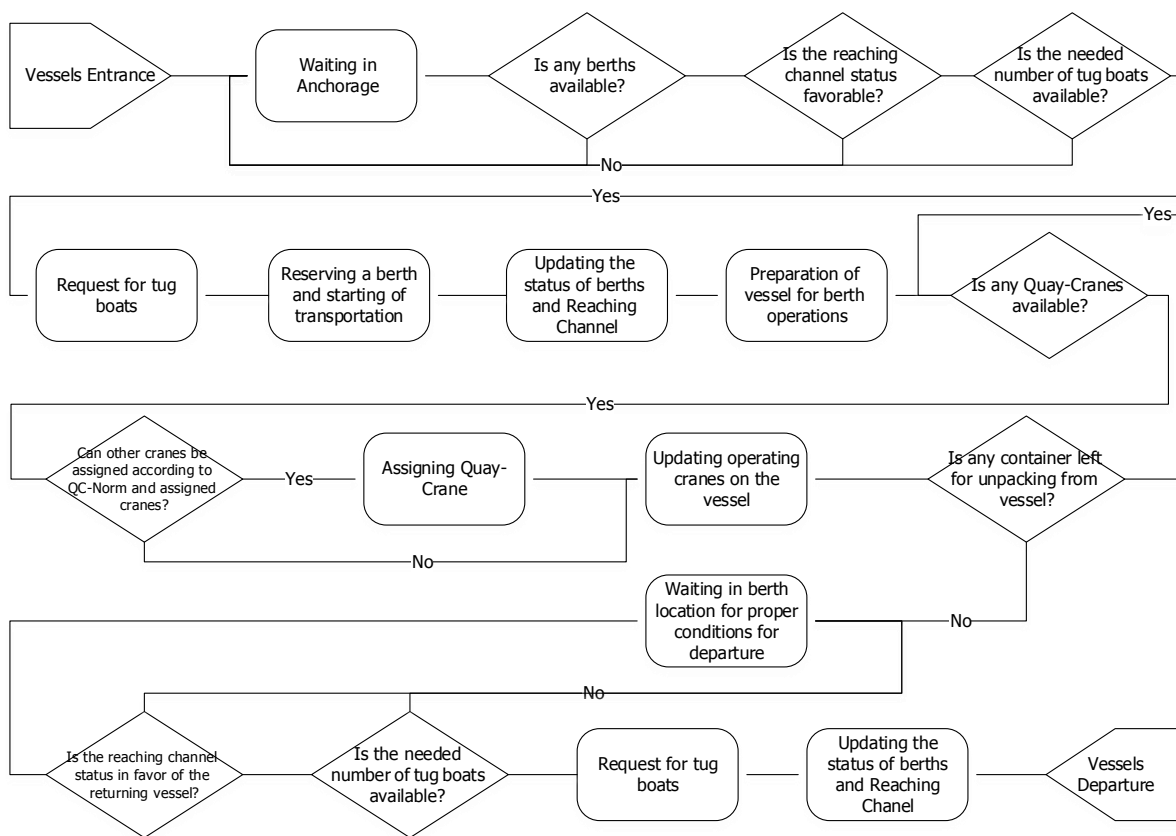 Vessels Entrance
Waiting in
Anchorage
Is any berths
available?
Is the reaching
channel status
favorable?
Is the needed
number of tug boats
available?
No
Yes
Yes
Request for tug
boats
Reserving a berth
and starting of
transportation
Updating the
status of berths
and Reaching
Channel
Preparation of
vessel for berth
operations
Is any Quay-Cranes
available?
Yes
Can other cranes be
assigned according to
QC-Norm and assigned
cranes?
Yes
Assigning Quay-
Crane
Updating operating
cranes on the
vessel
Is any container left
for unpacking from
vessel?
No
Waiting in berth
location for proper
conditions for
departure
No
No
Is the reaching channel
status in favor of the
returning vessel?
Is the needed
number of tug boats
available?
Request for tug
boats
Updating the
status of berths
and Reaching
Chanel
Vessels
Departure